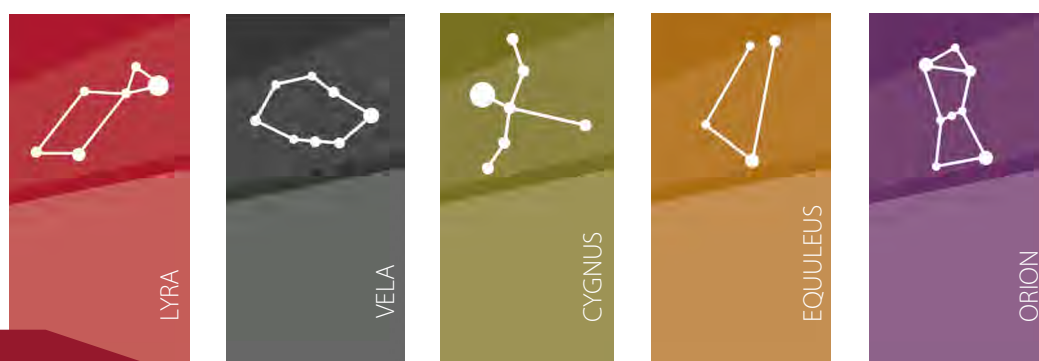 LYRA
VELA
CYGNUS
EQUULEUS
ORION